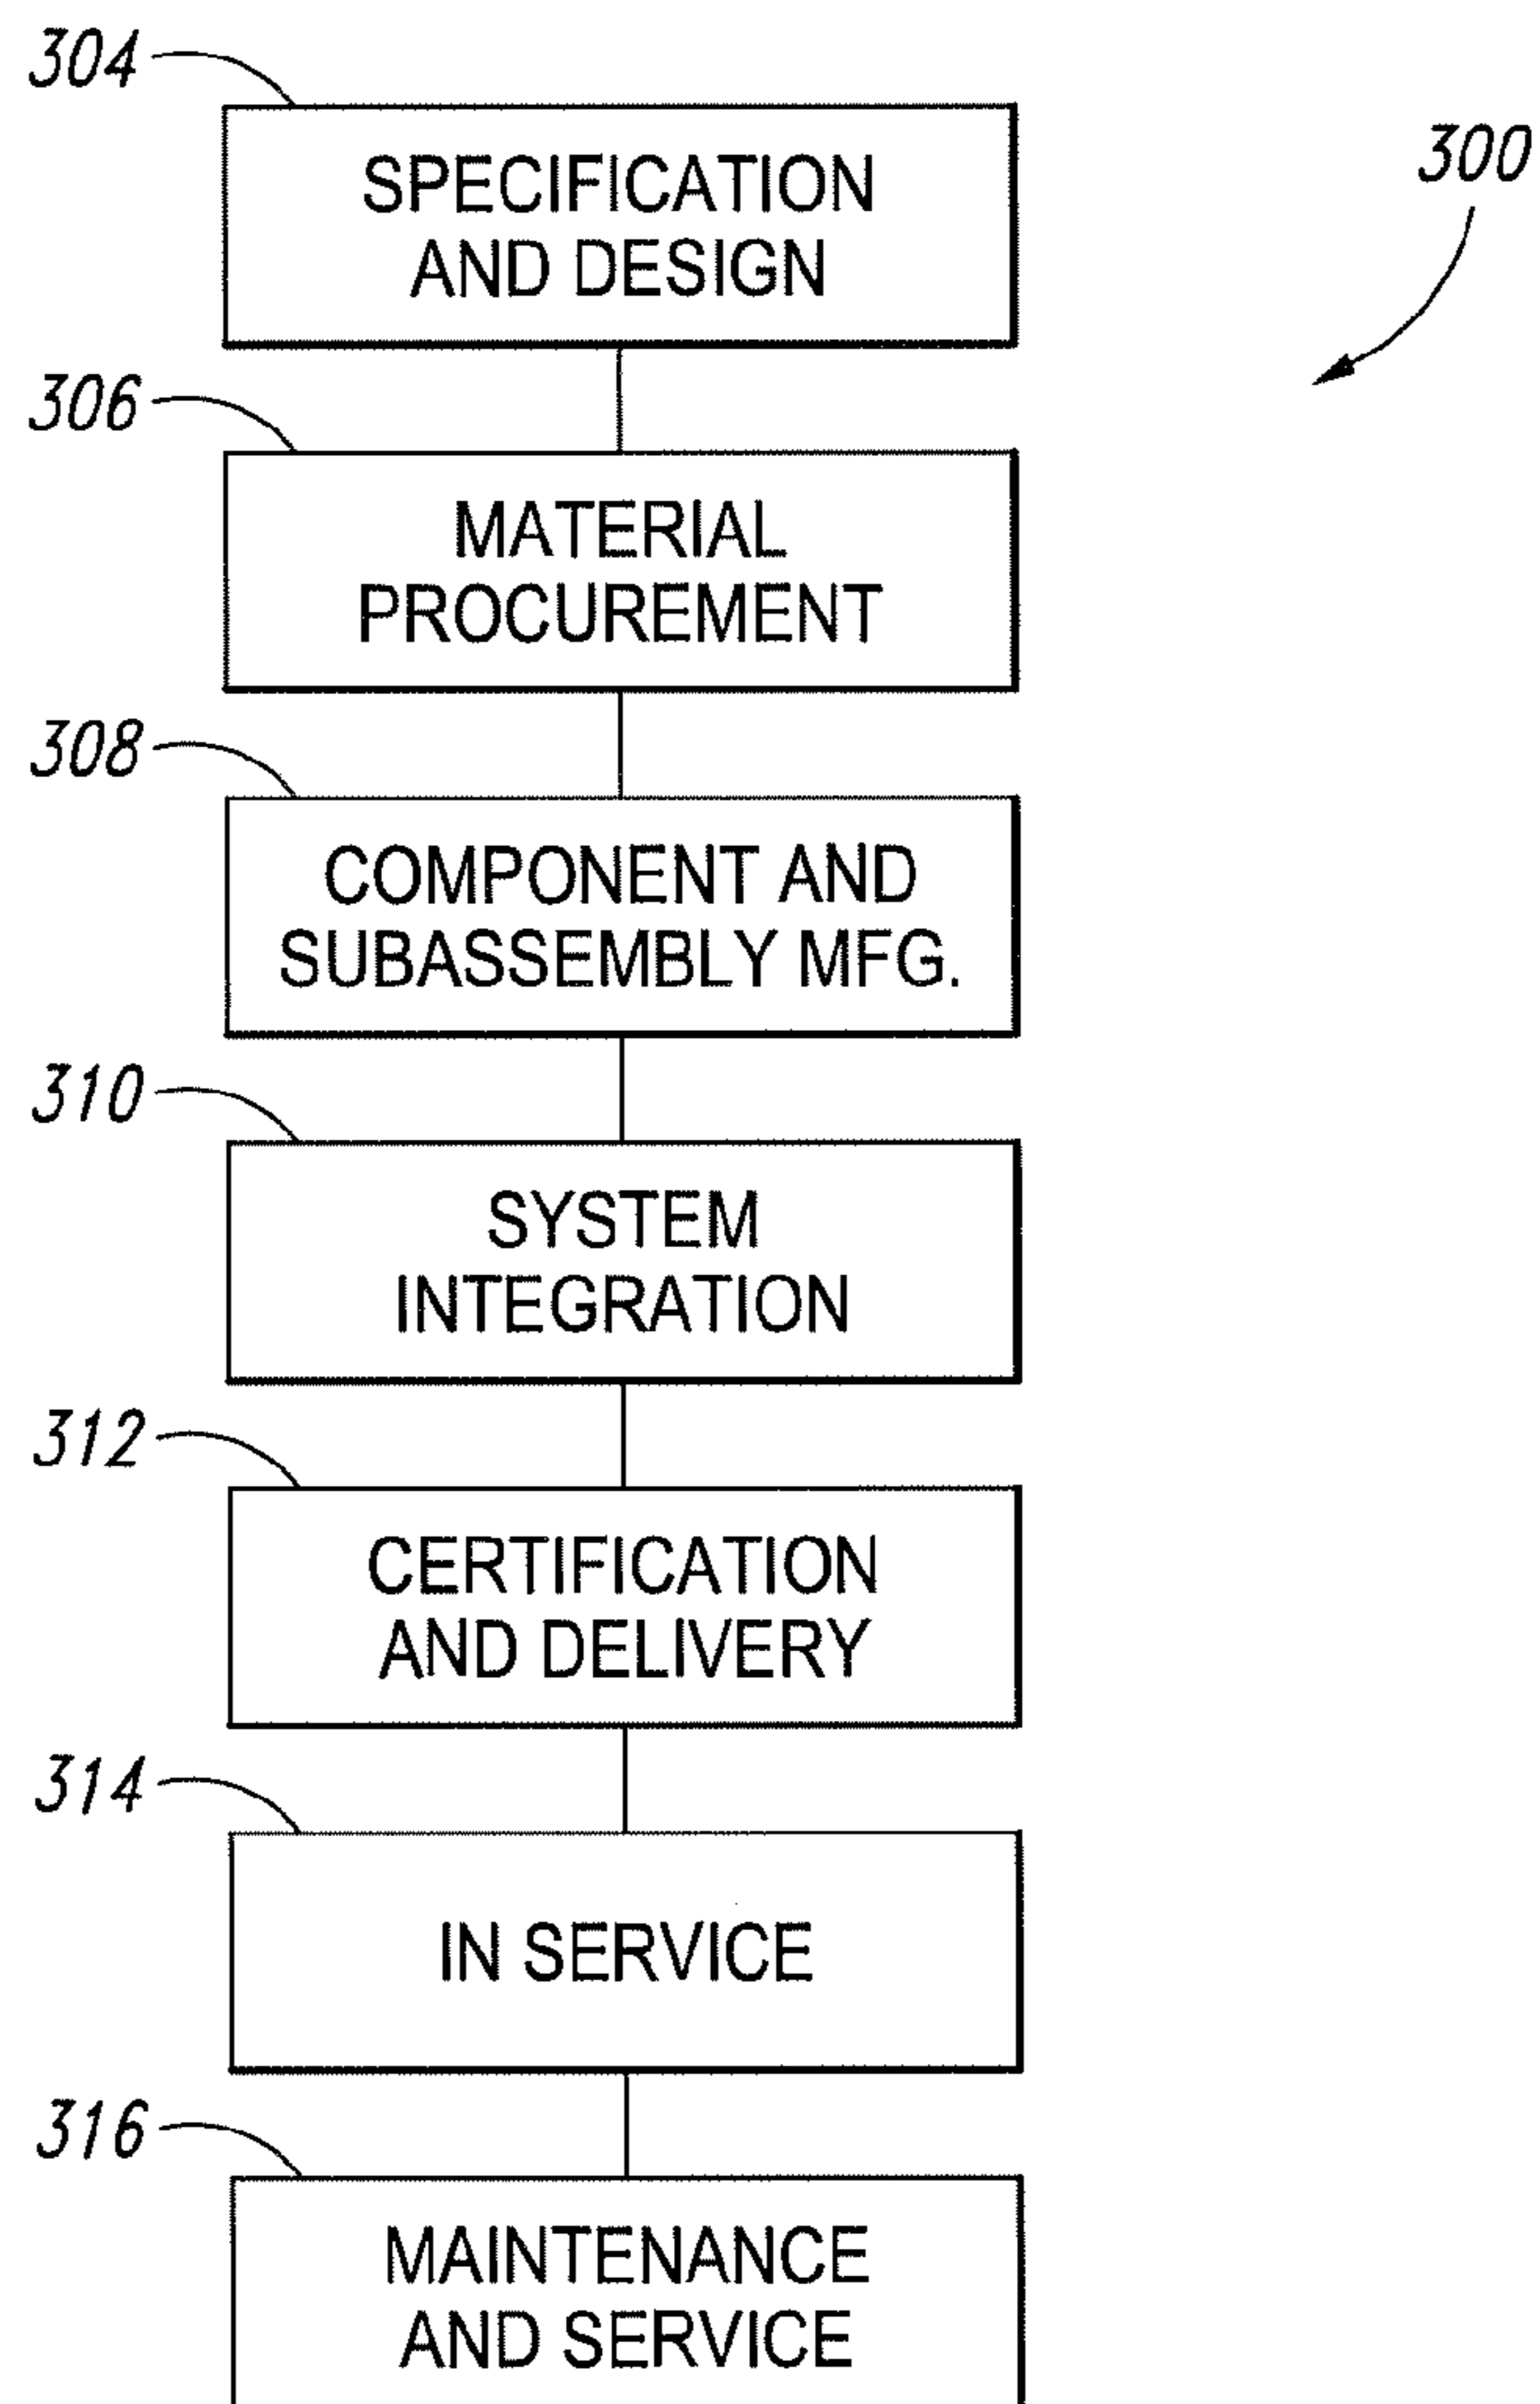 304
SPECIFICATION
AND DESIGN
300
306
MATERIAL
PROCUREMENT
308
COMPONENT AND
SUBASSEMBLY MFG.
310
SYSTEM
INTEGRATION
312
CERTIFICATION
AND DELIVERY
314
IN SERVICE
316
MAINTENANCE
AND SERVICE